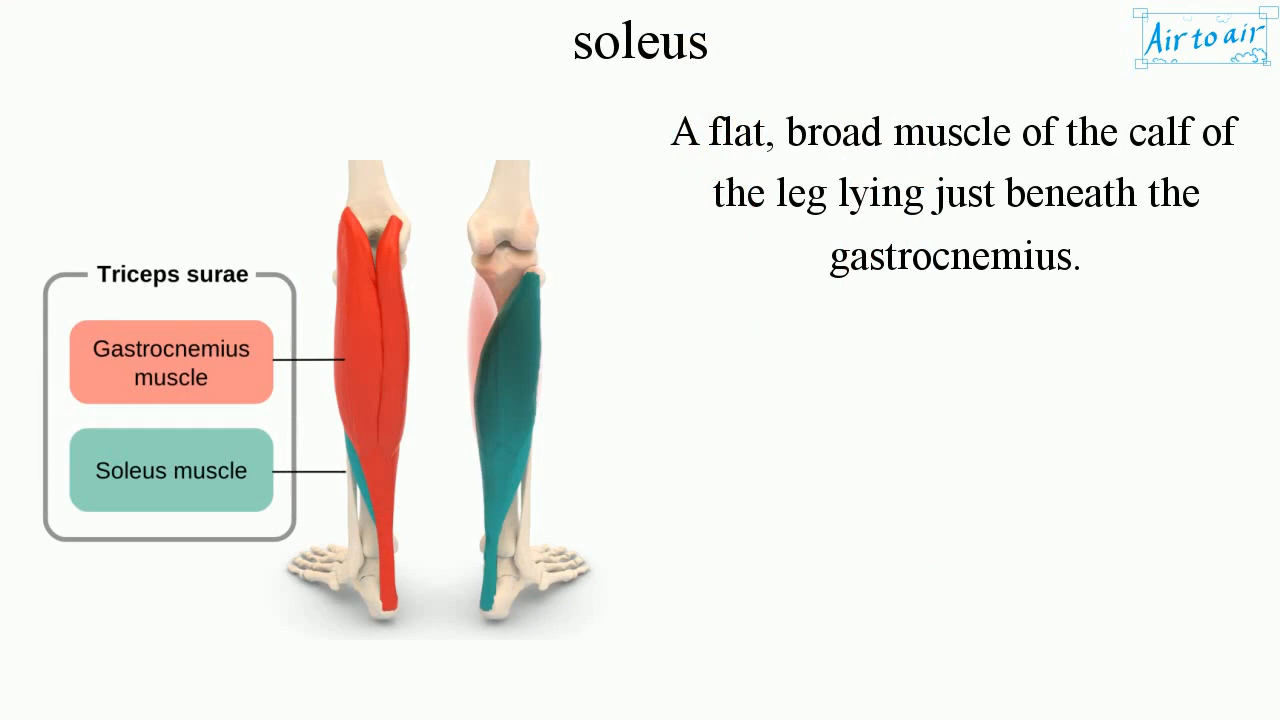 soleus
Air to air
A flat, broad muscle of the calf of
the leg lying just beneath the
gastrocnemius.
Triceps surae
Gastrocnemius
muscle
Soleus muscle